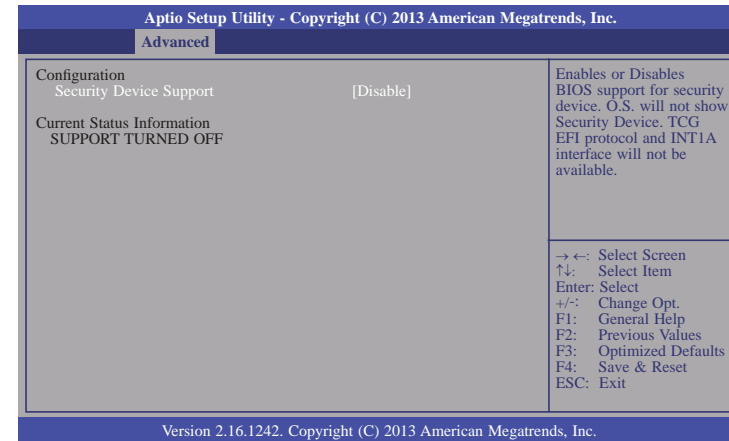 Aptio Setup Utility - Copyright (C) 2013 American Megatrends, Inc.
Advanced
Configuration
Security Device Support [Disable]
Current Status Information
SUPPORT TURNED OFF
Enables or Disables
BIOS support for security
device. O.S. will not show
Security Device. TCG
EFI protocol and INT1A
interface will not be
available.
→ ←: Select Screen
↑↓: Select Item
Enter: Select
+/-: Change Opt.
F1: General Help
F2: Previous Values
F3: Optimized Defaults
F4: Save & Reset
ESC: Exit
Version 2.16.1242. Copyright (C) 2013 American Megatrends, Inc.